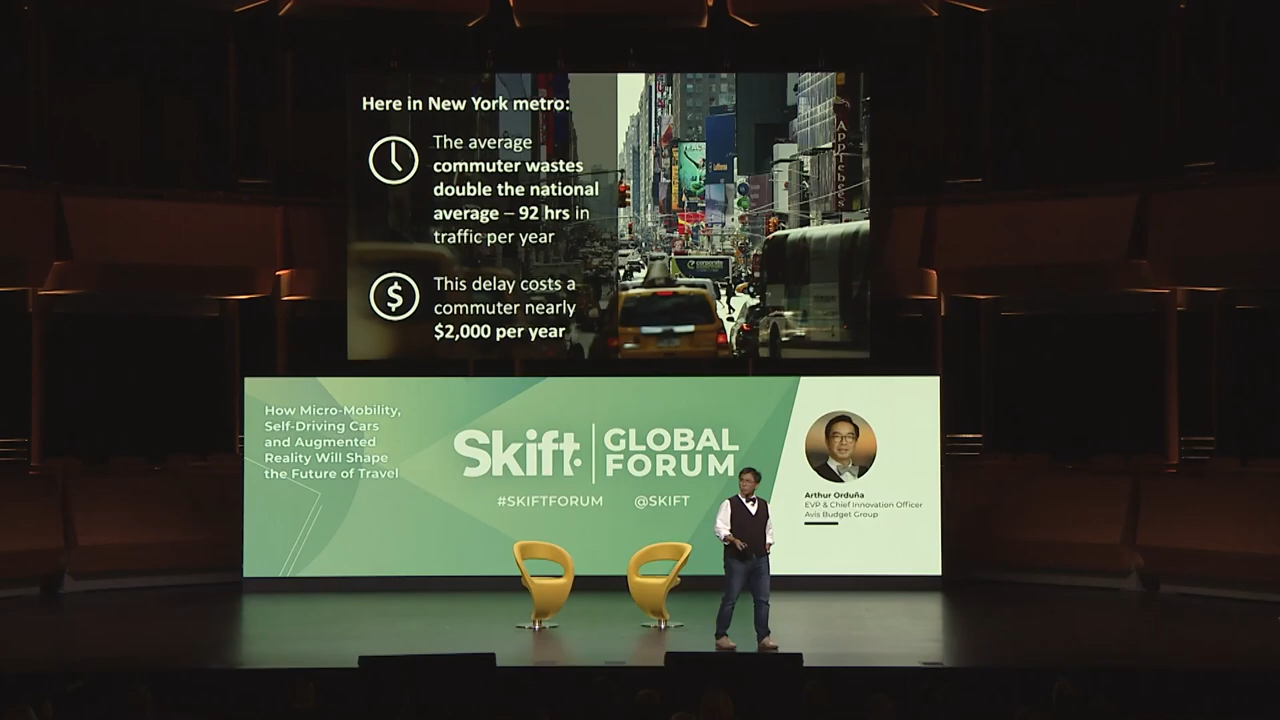 Here in New York metro:
The average
commuter wastes
double the national
average – 92 hrs in
traffic per year
$
This delay costs a
commuter nearly
$2,000 per year
Applebee's
corporate
How Micro-Mobility,
Self-Driving Cars
and Augmented
Reality Will Shape
the Future of Travel
Skift.
GLOBAL
FORUM
#SKIFTFORUM
@SKIFT
Arthur Orduña
EVP & Chief Innovation Officer
Avis Budget Group